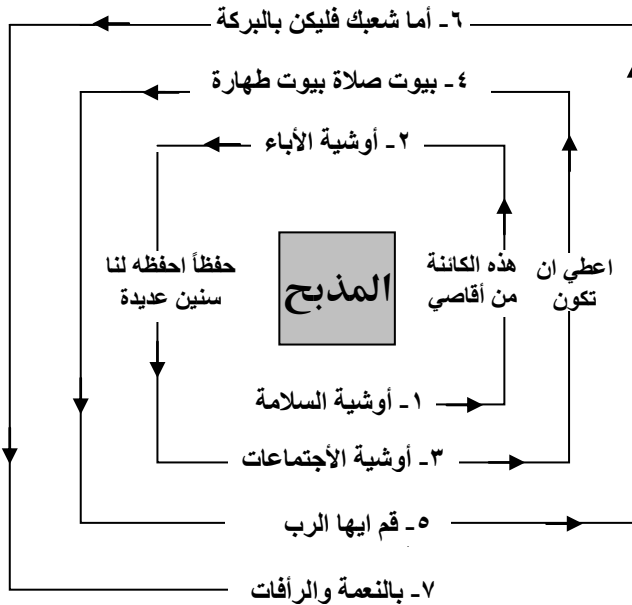 ٦- أما شعبك فليكن بالبركة
٤- بيوت صلاة بيوت طهارة
٢- أوشية الأباء
اعطي ان
تكون
هذه الكائنة
من أقاصي
المذبح
حفظاً احفظه لنا
سنين عديدة
١- أوشية السلامة
٣- أوشية الأجتماعات
٥- قم ايها الرب
٧- بالنعمة والرأفات